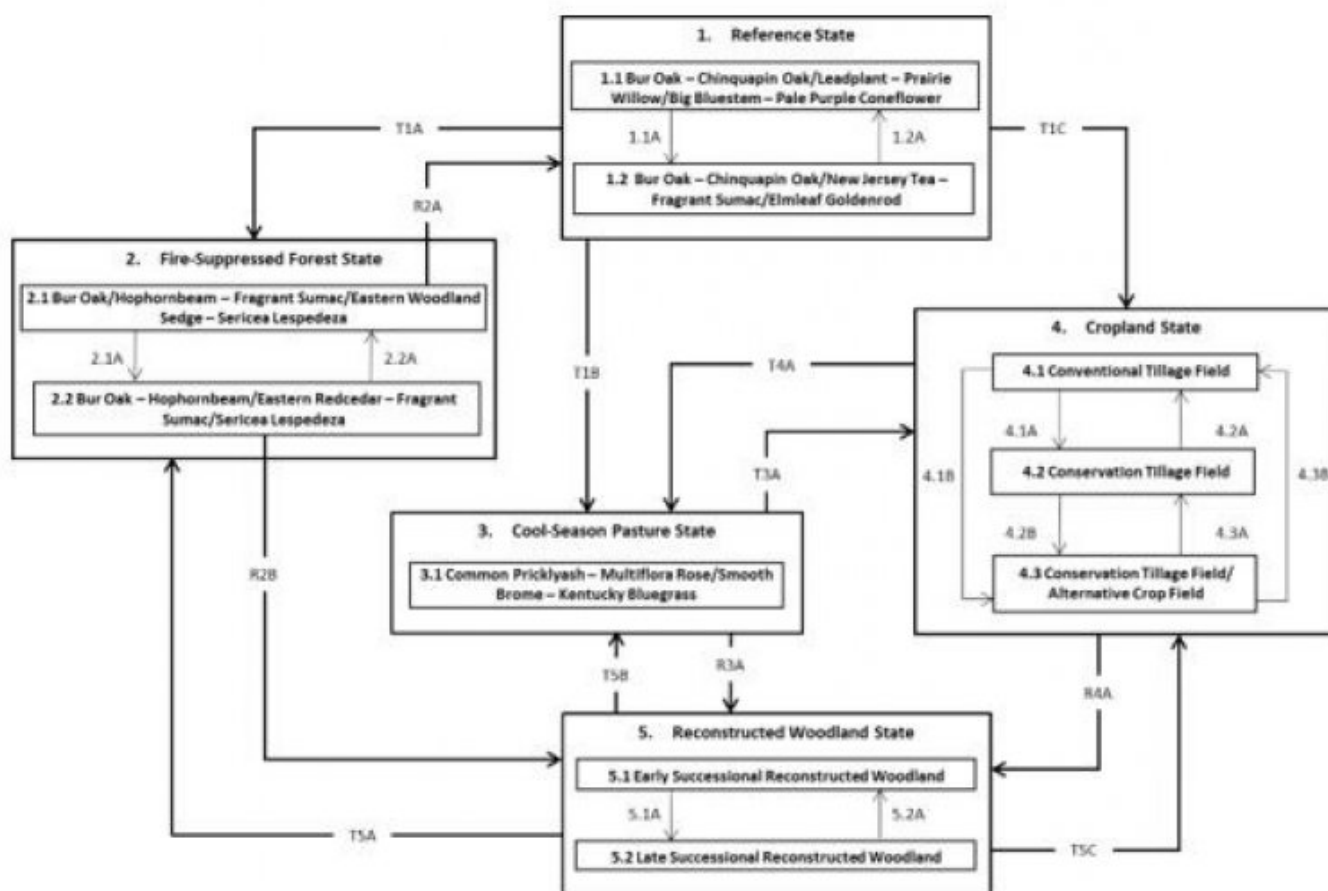 1. Reference State
1.1 Bur Oak – Chinquapin Oak/Leadplant – Prairie
Willow/Big Bluestem – Pale Purple Coneflower
T1A
1.1A
1.2A
T1C
1.2 Bur Oak – Chinquapin Oak/New Jersey Tea –
Fragrant Sumac/Elmleaf Goldenrod
R2A
2. Fire-Suppressed Forest State
2.1 Bur Oak/Hophornbeam – Fragrant Sumac/Eastern Woodland
Sedge – Sericea Lespedeza
2.1A
2.2A
2.2 Bur Oak – Hophornbeam/Eastern Redcedar – Fragrant
Sumac/Sericea Lespedeza
T1B
T4A
4. Cropland State
4.1 Conventional Tillage Field
4.1A
4.2A
4.2 Conservation Tillage Field
4.1B
4.3B
4.2B
4.3A
4.3 Conservation Tillage Field/
Alternative Crop Field
T3A
3. Cool-Season Pasture State
3.1 Common Pricklyash – Multiflora Rose/Smooth
Brome – Kentucky Bluegrass
R2B
T5B
R3A
R4A
5. Reconstructed Woodland State
5.1 Early Successional Reconstructed Woodland
5.1A
5.2A
5.2 Late Successional Reconstructed Woodland
T5A
T5C